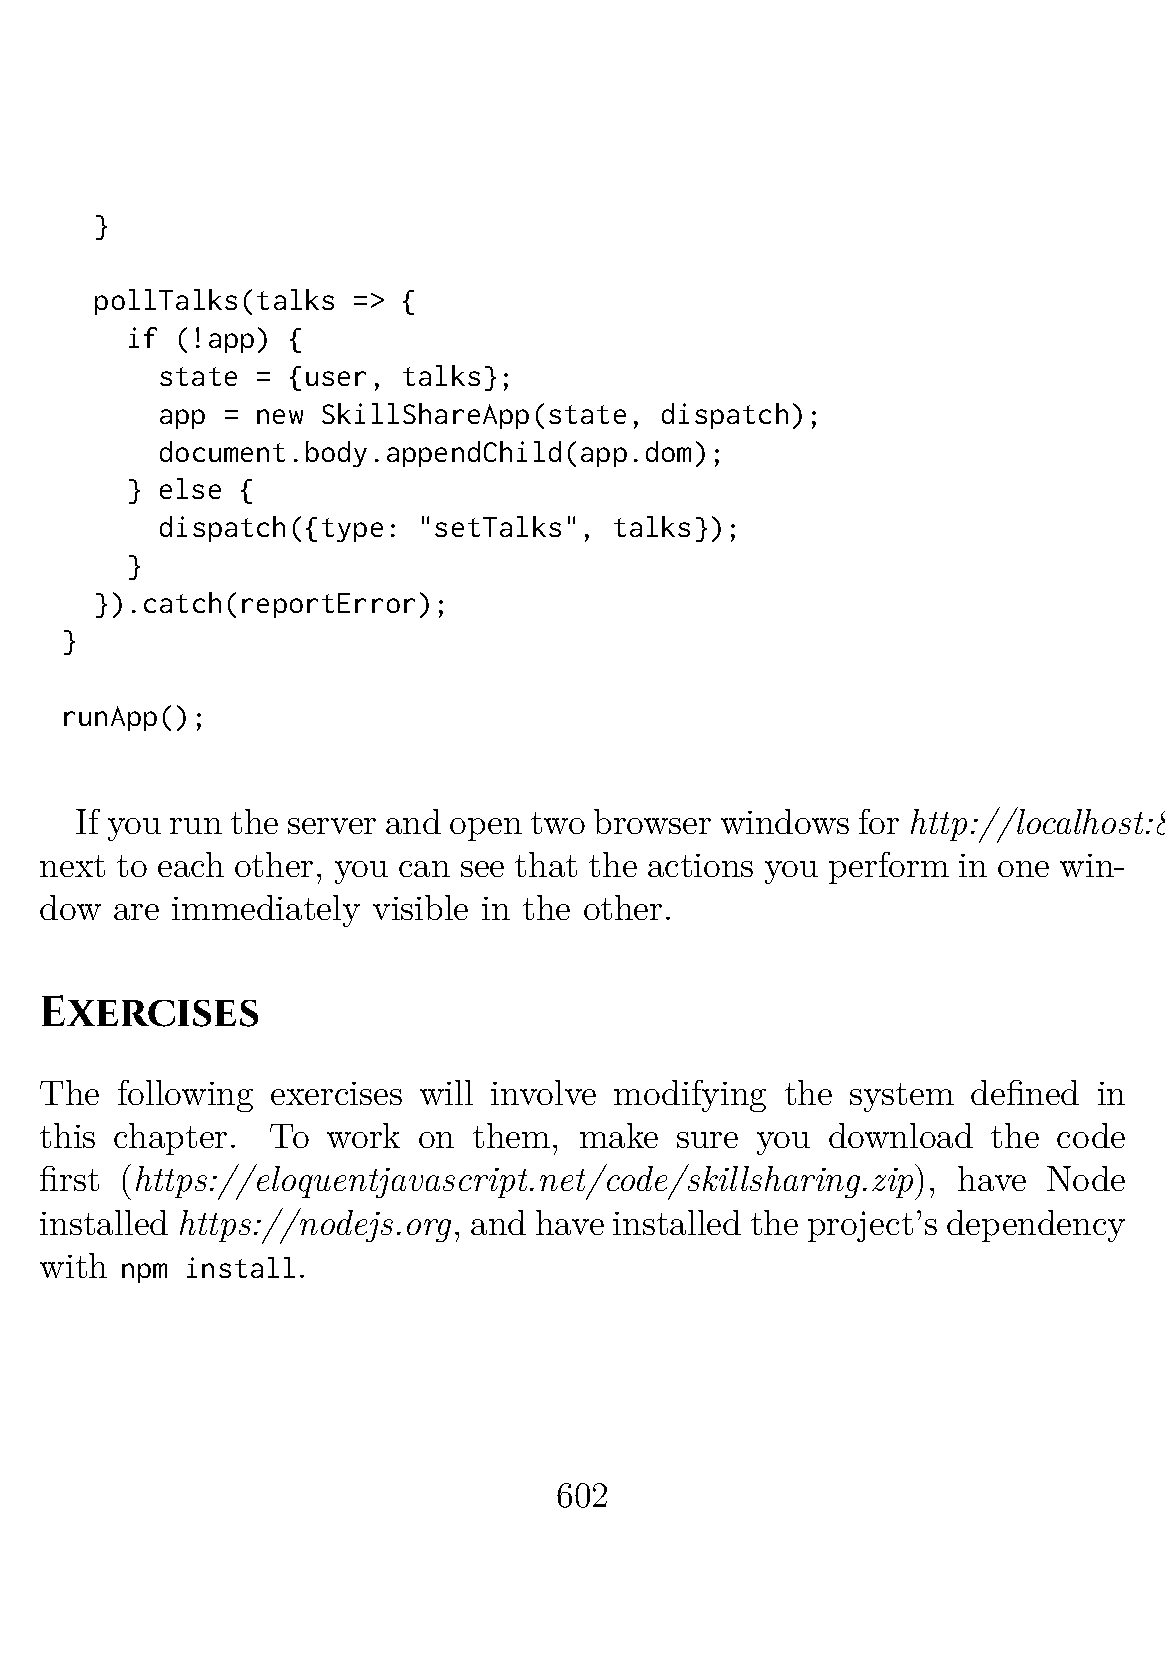 }
pollTalks(talks => {
if (!app) {
state = {user, talks};
app = new SkillShareApp(state, dispatch);
document.body.appendChild(app.dom);
} else {
dispatch({type: "setTalks", talks});
}
}).catch(reportError);
}
runApp();
If you run the server and open two browser windows for http://localhost:8
next to each other, you can see that the actions you perform in one win-
dow are immediately visible in the other.
Exercises
The following exercises will involve modifying the system defined in
this chapter. To work on them, make sure you download the code
first (https://eloquentjavascript.net/code/skillsharing.zip), have Node
installed https://nodejs.org, and have installed the project's dependency
with npm install.
602